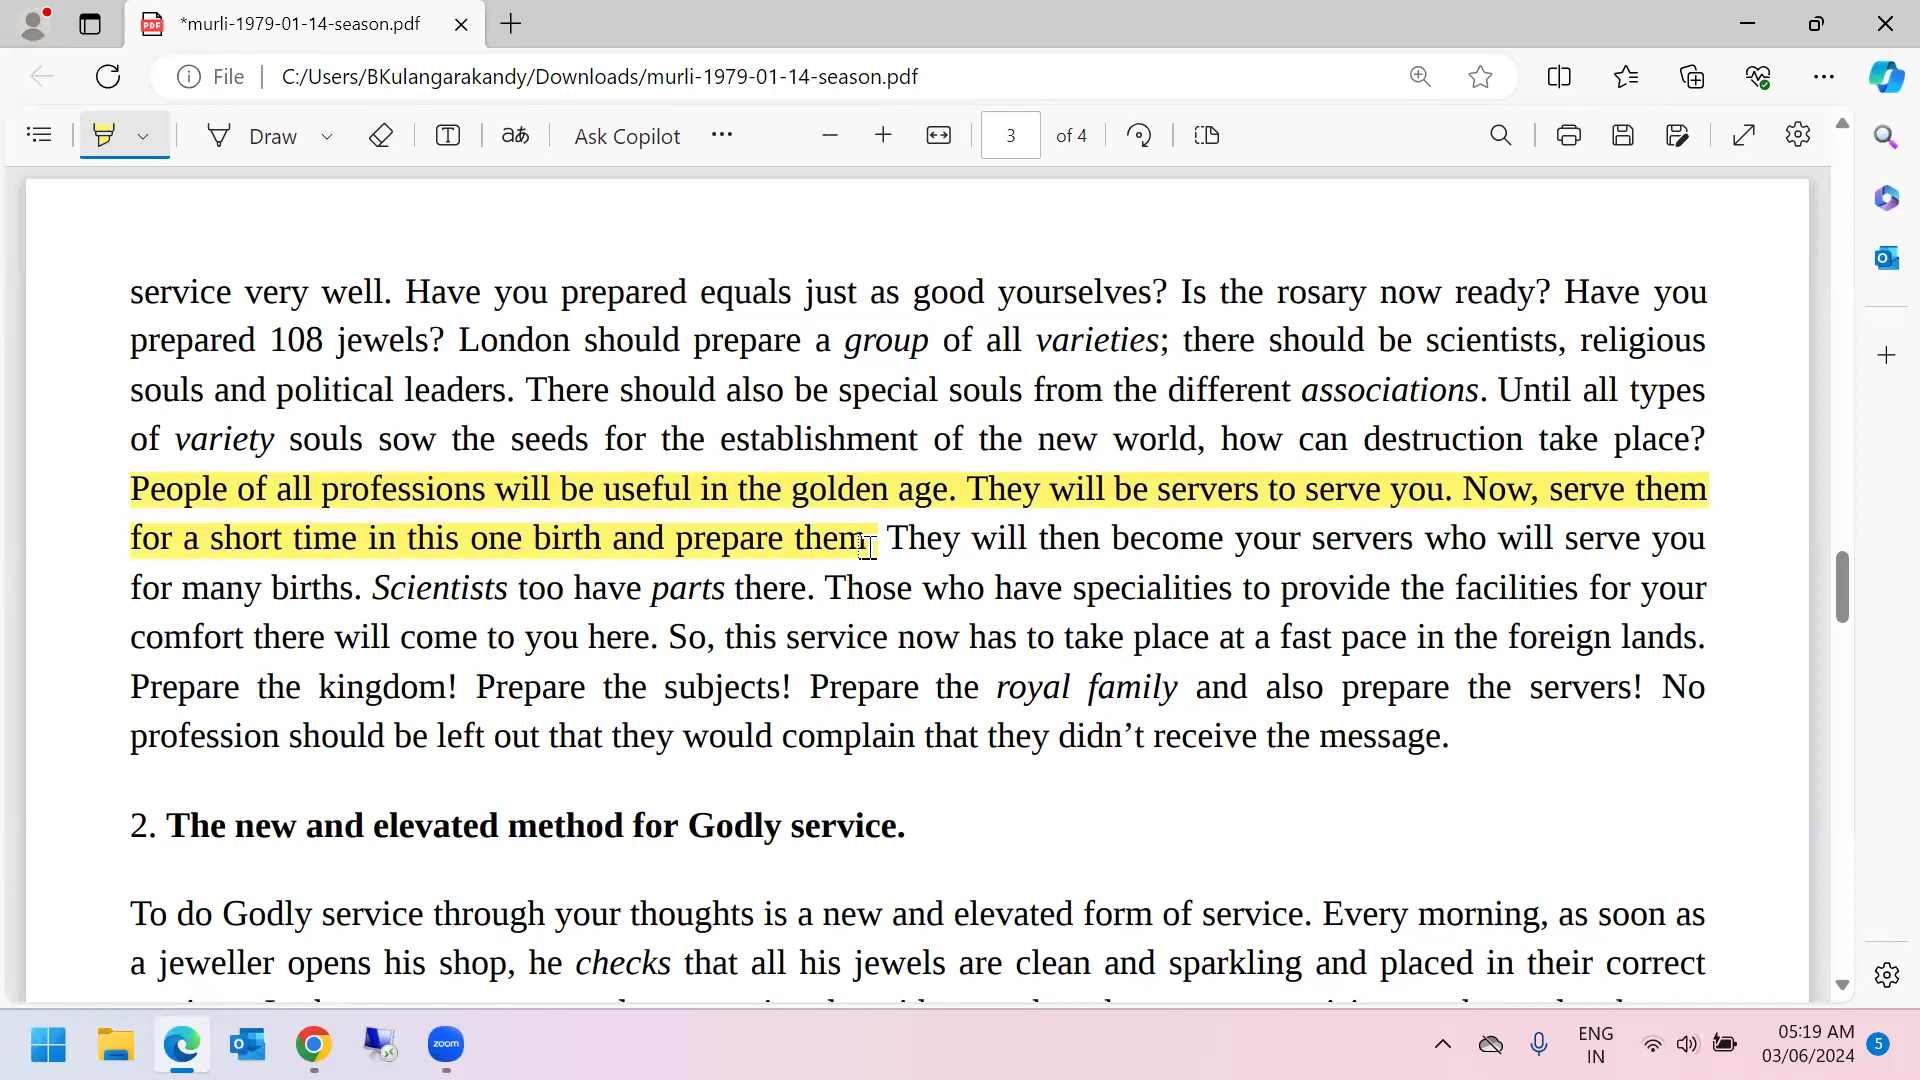 *murli-1979-01-14-season.pdf
File
C:/Users/BKulangarakandy/Downloads/murli-1979-01-14-season.pdf
Draw
aあ
Ask Copilot
3
of 4
service very well. Have you prepared equals just as good yourselves? Is the rosary now ready? Have you
prepared 108 jewels? London should prepare a group of all varieties; there should be scientists, religious
souls and political leaders. There should also be special souls from the different associations. Until all types
of variety souls sow the seeds for the establishment of the new world, how can destruction take place?
People of all professions will be useful in the golden age. They will be servers to serve you. Now, serve them
for a short time in this one birth and prepare them. They will then become your servers who will serve you
for many births. Scientists too have parts there. Those who have specialities to provide the facilities for your
comfort there will come to you here. So, this service now has to take place at a fast pace in the foreign lands.
Prepare the kingdom! Prepare the subjects! Prepare the royal family and also prepare the servers! No
profession should be left out that they would complain that they didn’t receive the message.
2. The new and elevated method for Godly service.
To do Godly service through your thoughts is a new and elevated form of service. Every morning, as soon as
a jeweller opens his shop, he checks that all his jewels are clean and sparkling and placed in their correct
zoom
ENG
IN
05:19 AM
03/06/2024
5